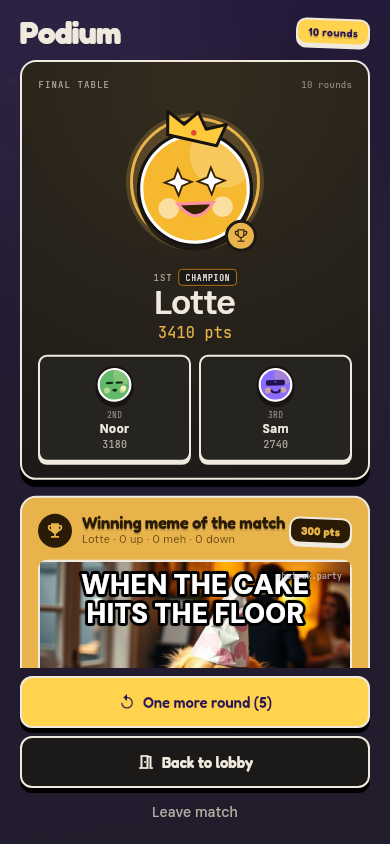 Podium
10 rounds
FINAL TABLE
10 rounds
1ST CHAMPION
Lotte
3410 pts
2ND
Noor
3180
3RD
Sam
2740
Winning meme of the match
Lotte · 0 up · 0 meh · 0 down
300 pts
WHEN THE CAKE
HITS THE FLOOR
One more round (5)
Back to lobby
Leave match